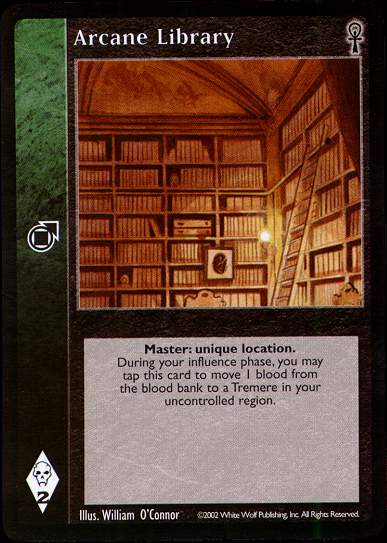 Arcane Library
Master: unique location.
During your influence phase, you may
tap this card to move 1 blood from
the blood bank to a Tremere in your
uncontrolled region.
2
Illus. William O'Connor ©2002 White Wolf Publishing, Inc. All Rights Reserved.